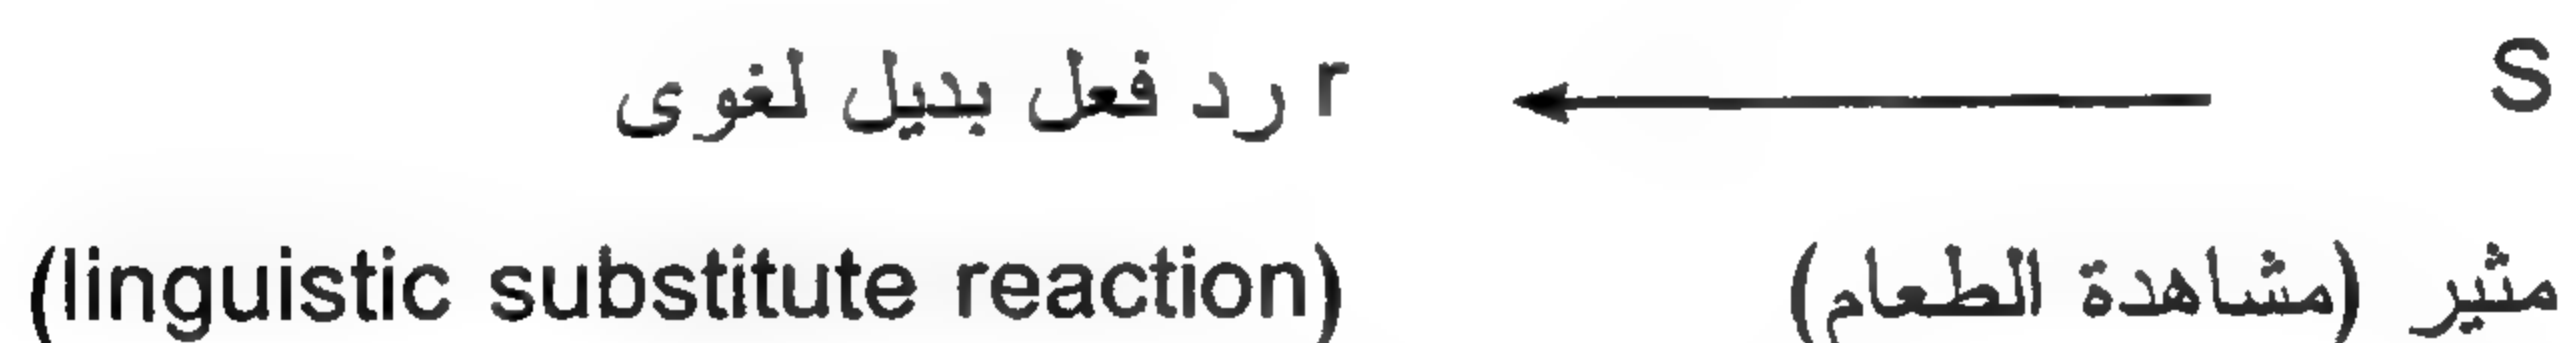 S ← r رد فعل بديل لغوى
مثير (مشاهدة الطعام) (linguistic substitute reaction)